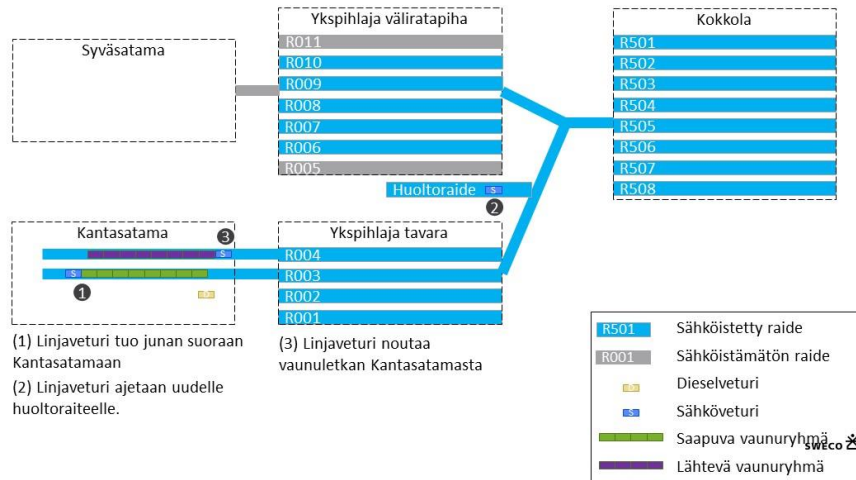 Syväsatama
Ykspihlaja väliratapiha
R011
R010
R009
R008
R007
R006
R005
Kokkola
R501
R502
R503
R504
R505
R506
R507
R508
Huoltoraide S
2
Kantasatama
3
S
S
1
D
Ykspihlaja tavara
R004
R003
R002
R001
(1) Linjaveturi tuo junan suoraan
Kantasatamaan
(2) Linjaveturi ajetaan uudelle
huoltoraiteelle.
(3) Linjaveturi noutaa
vaunuletkan Kantasatamasta
R501 Sähköistetty raide
R001 Sähköistämätön raide
D Dieselveturi
S Sähköveturi
Saapuva vaunuryhmä
Lähtevä vaunuryhmä
SWECO